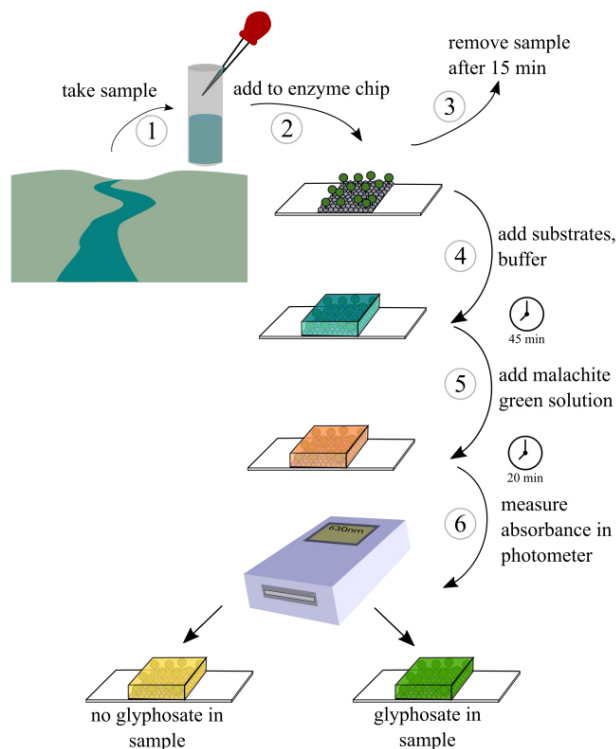 take sample
1
add to enzyme chip
2
remove sample
after 15 min
3
4
add substrates,
buffer
45 min
5
add malachite
green solution
20 min
6
measure
absorbance in
photometer
630nm
no glyphosate in
sample
glyphosate in
sample